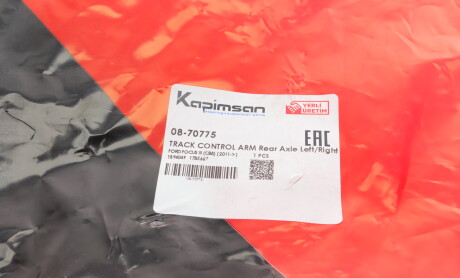 Kapimsan
YERLİ
ÜRETİM
08-70775
EAC
TRACK CONTROL ARM Rear Axle Left/Right
FORD FOCUS III (CB8) (2011->) 1 PCS